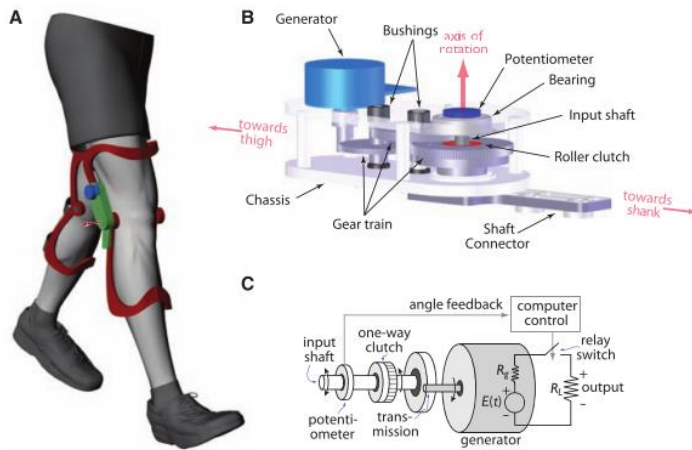 A
B
Generator
Bushings
axis of
rotation
Potentiometer
Bearing
Input shaft
Roller clutch
towards
thigh
Chassis
Gear train
Shaft
Connector
towards
shank
C
angle feedback
computer
control
input
shaft
one-way
clutch
relay
switch
Rg
E(t)
+
-
RL
+
output
-
potenti-
ometer
trans-
mission
generator